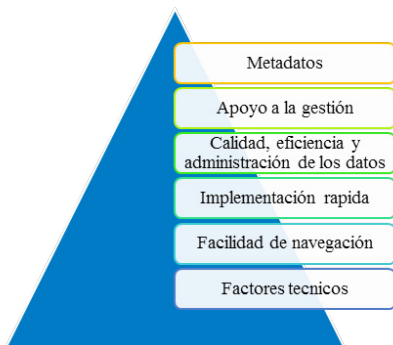 Metadatos
Apoyo a la gestión
Calidad, eficiencia y
administración de los datos
Implementación rapida
Facilidad de navegación
Factores tecnicos